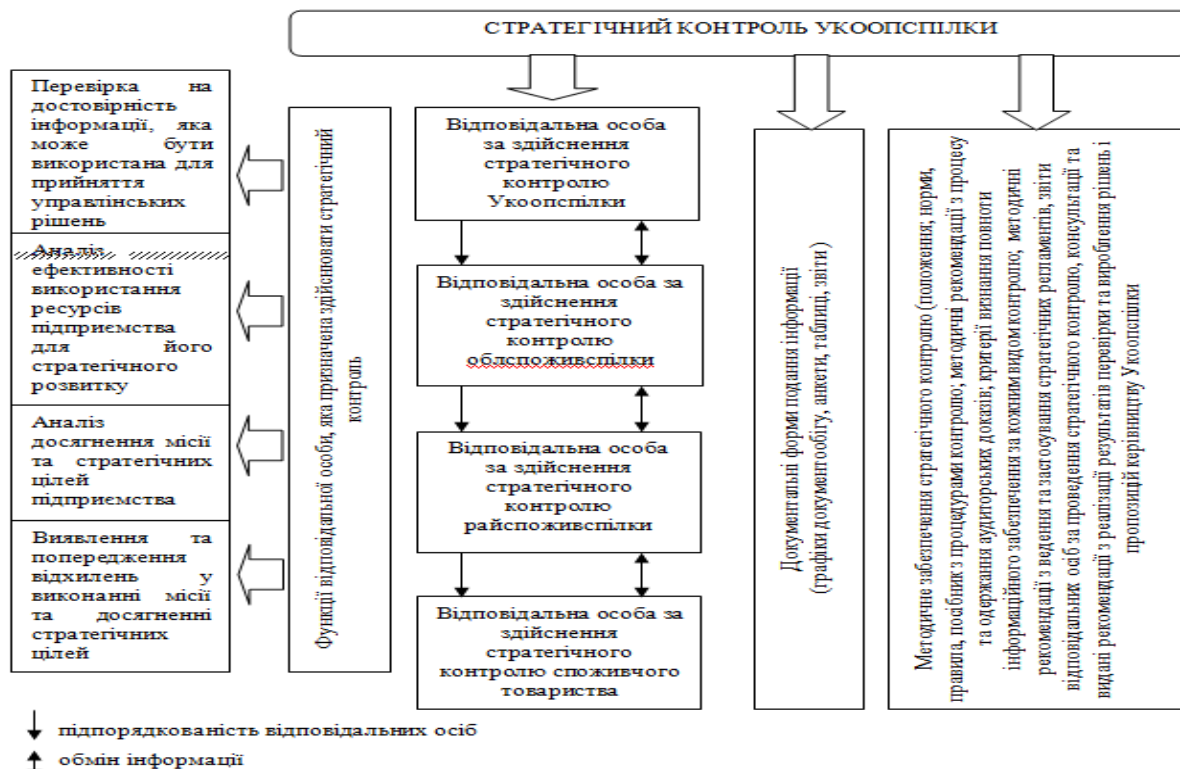 СТРАТЕГІЧНИЙ КОНТРОЛЬ УКООПСПІЛКИ
Перевірка на
достовірність
інформації, яка
може бути
використана для
прийняття
управлінських
рішень
Аналіз
ефективності
використання
ресурсів
підприємства
для його
стратегічного
розвитку
Аналіз
досягнення місії
та стратегічних
цілей
підприємства
Виявлення та
попередження
відхилень у
виконанні місії
та досягненні
стратегічних
цілей
Функції відповідальної особи, яка призначена здійснювати стратегічний
контроль
Відповідальна особа
за здійснення
стратегічного
контролю
Укоопспілки
Відповідальна особа за
здійснення
стратегічного
контролю
облспоживспілки
Відповідальна особа
за здійснення
стратегічного
контролю
райспоживспілки
Відповідальна особа за
здійснення
стратегічного
контролю споживчого
товариства
Документальні форми подання інформації
(графіки документообігу, анкети, таблиці, звіти)
Методичне забезпечення стратегічного контролю (положення; норми,
правила, посібник з процедурами контролю; методичні рекомендації з процесу
та одержання аудиторських доказів; критерії визнання повноти
інформаційного забезпечення за кожним видом контролю; методичні
рекомендації з ведення та застосування стратегічних регламентів, звіти
відповідальних осіб за проведення стратегічного контролю, консультації та
видані рекомендації з реалізації результатів перевірки та вироблення рішень і
пропозицій керівництву Укоопспілки
підпорядкованість відповідальних осіб
обмін інформації